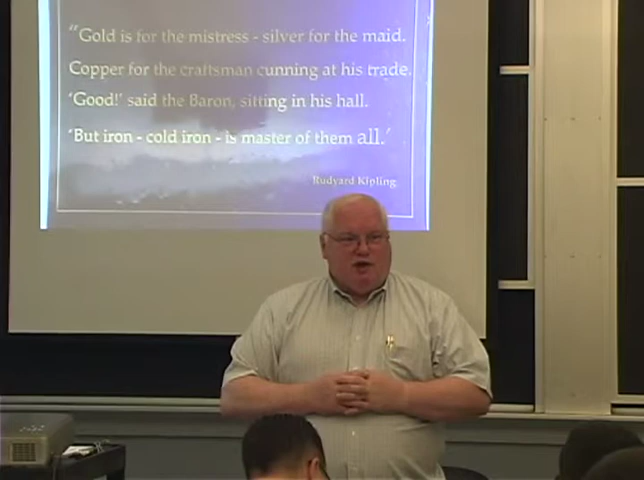 "Gold is for the mistress - silver for the maid.
Copper for the craftsman cunning at his trade.
'Good!' said the Baron, sitting in his hall.
'But iron - cold iron - is master of them all.'
Rudyard Kipling